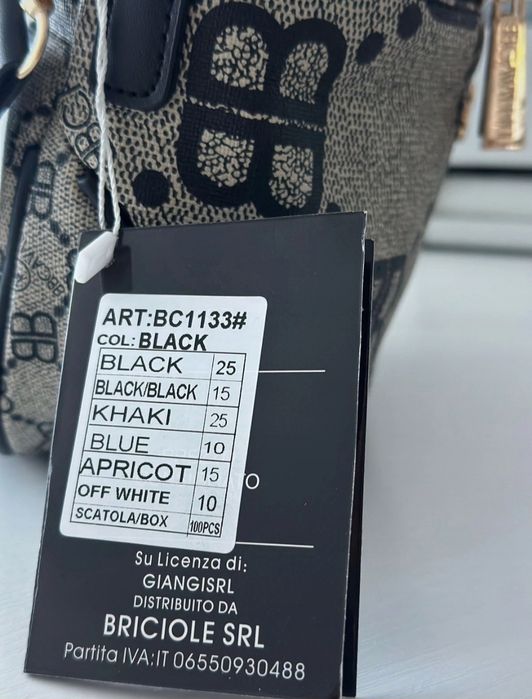 ART:BC1133#
COL:BLACK
BLACK 25
BLACK/BLACK 15
KHAKI 25
BLUE 10
APRICOT 15
OFF WHITE 10
SCATOLA/BOX 100PCS
Su Licenza di:
GIANGISRL
DISTRIBUITO DA
BRICIOLE SRL
Partita IVA:IT 06550930488